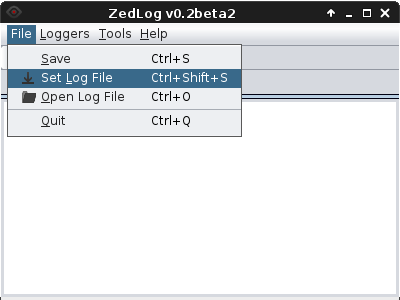 ZedLog v0.2beta2
File Loggers Tools Help
Save Ctrl+S
Set Log File Ctrl+Shift+S
Open Log File Ctrl+O
Quit Ctrl+Q